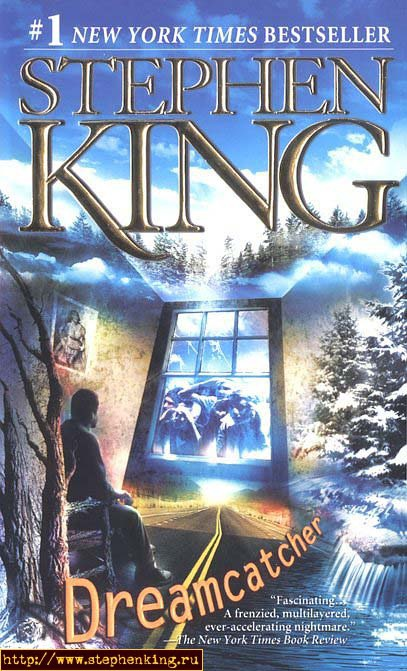 #1 NEW YORK TIMES BESTSELLER
STEPHEN
KING
Dreamcatcher
"Fascinating...
A frenzied, multilayered,
ever-accelerating nightmare."
—The New York Times Book Review
http://www.stephenking.ru